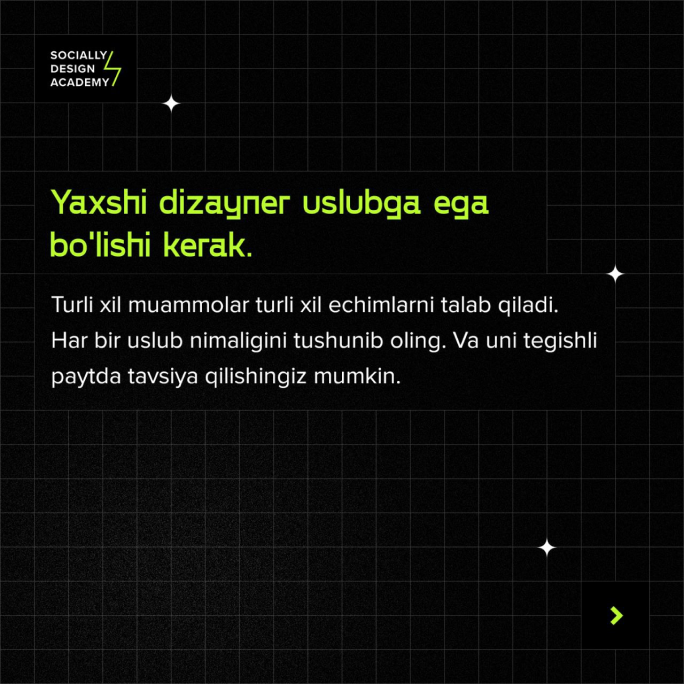 SOCIALLY
DESIGN
ACADEMY
Yaxshi dizayner uslubga ega
bo'lishi kerak.
Turli xil muammolar turli xil echimlarni talab qiladi.
Har bir uslub nimaligini tushunib oling. Va uni tegishli
paytda tavsiya qilishingiz mumkin.